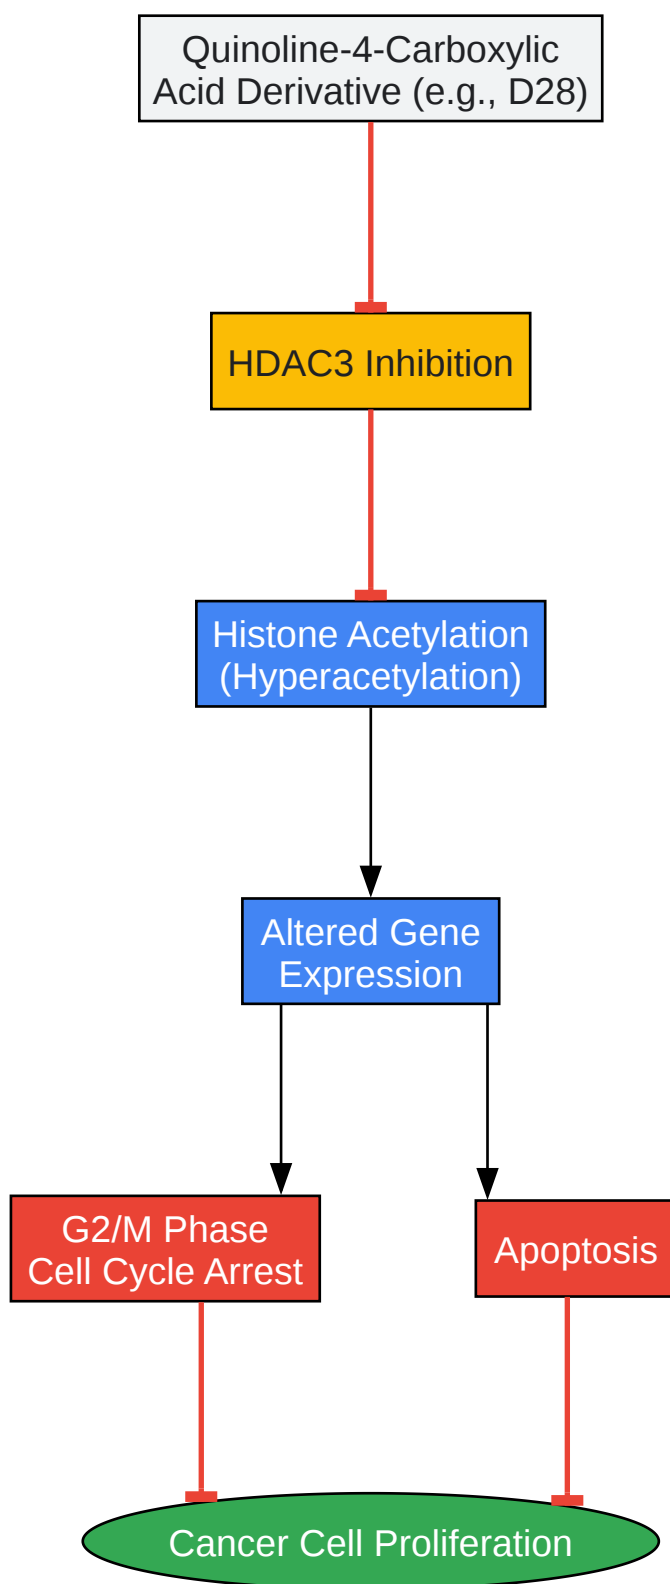 Quinoline-4-Carboxylic
Acid Derivative (e.g., D28)
HDAC3 Inhibition
Histone Acetylation
(Hyperacetylation)
Altered Gene
Expression
G2/M Phase
Cell Cycle Arrest
Apoptosis
Cancer Cell Proliferation